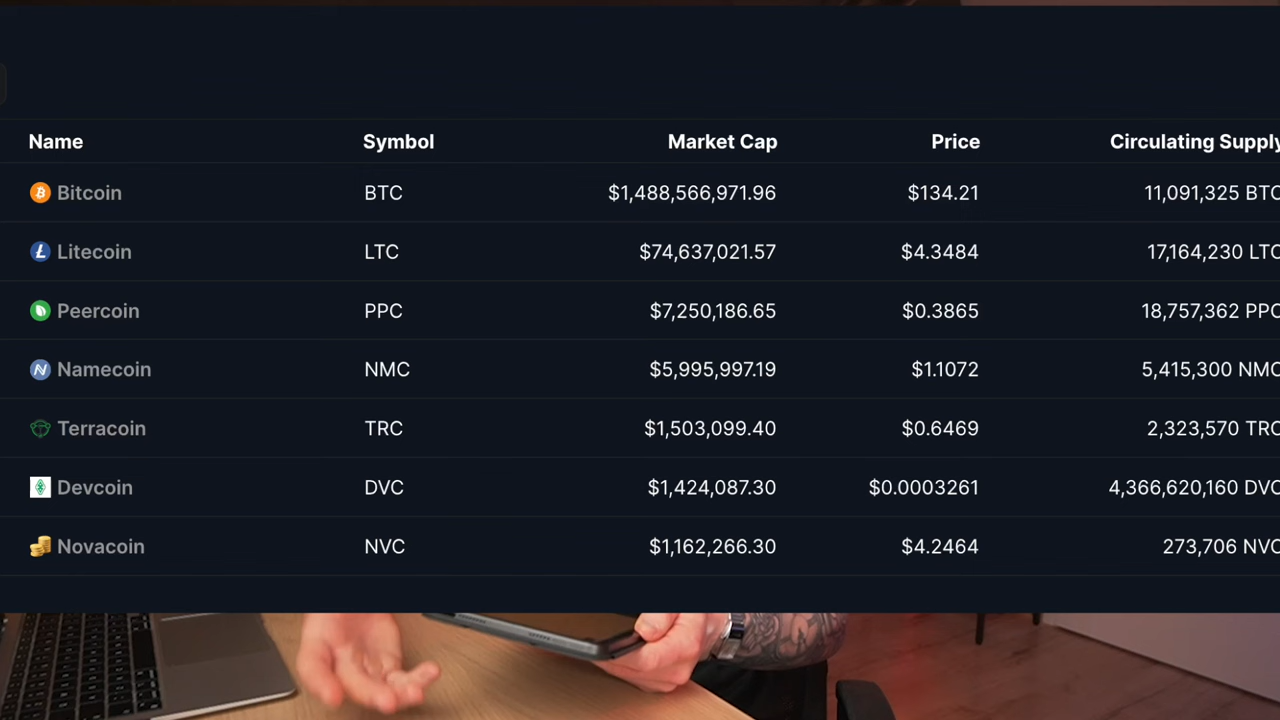 Name Symbol Market Cap Price Circulating Supply
Bitcoin BTC $1,488,566,971.96 $134.21 11,091,325 BTC
Litecoin LTC $74,637,021.57 $4.3484 17,164,230 LTC
Peercoin PPC $7,250,186.65 $0.3865 18,757,362 PPC
Namecoin NMC $5,995,997.19 $1.1072 5,415,300 NMC
Terracoin TRC $1,503,099.40 $0.6469 2,323,570 TRC
Devcoin DVC $1,424,087.30 $0.0003261 4,366,620,160 DVC
Novacoin NVC $1,162,266.30 $4.2464 273,706 NVC